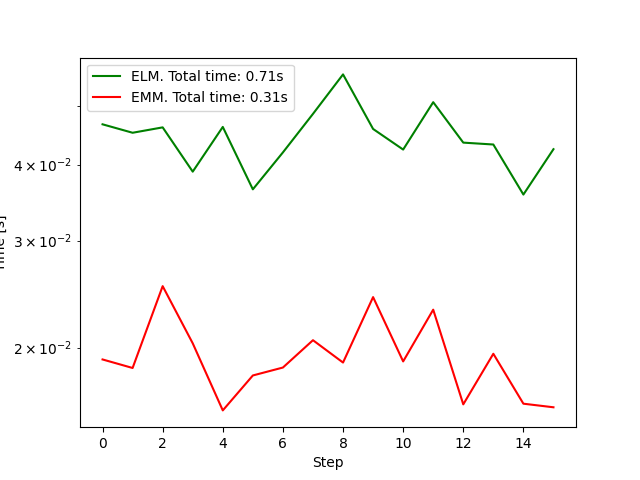 ELM. Total time: 0.71s
EMM. Total time: 0.31s
4 × 10⁻²
3 × 10⁻²
2 × 10⁻²
0 2 4 6 8 10 12 14
Step